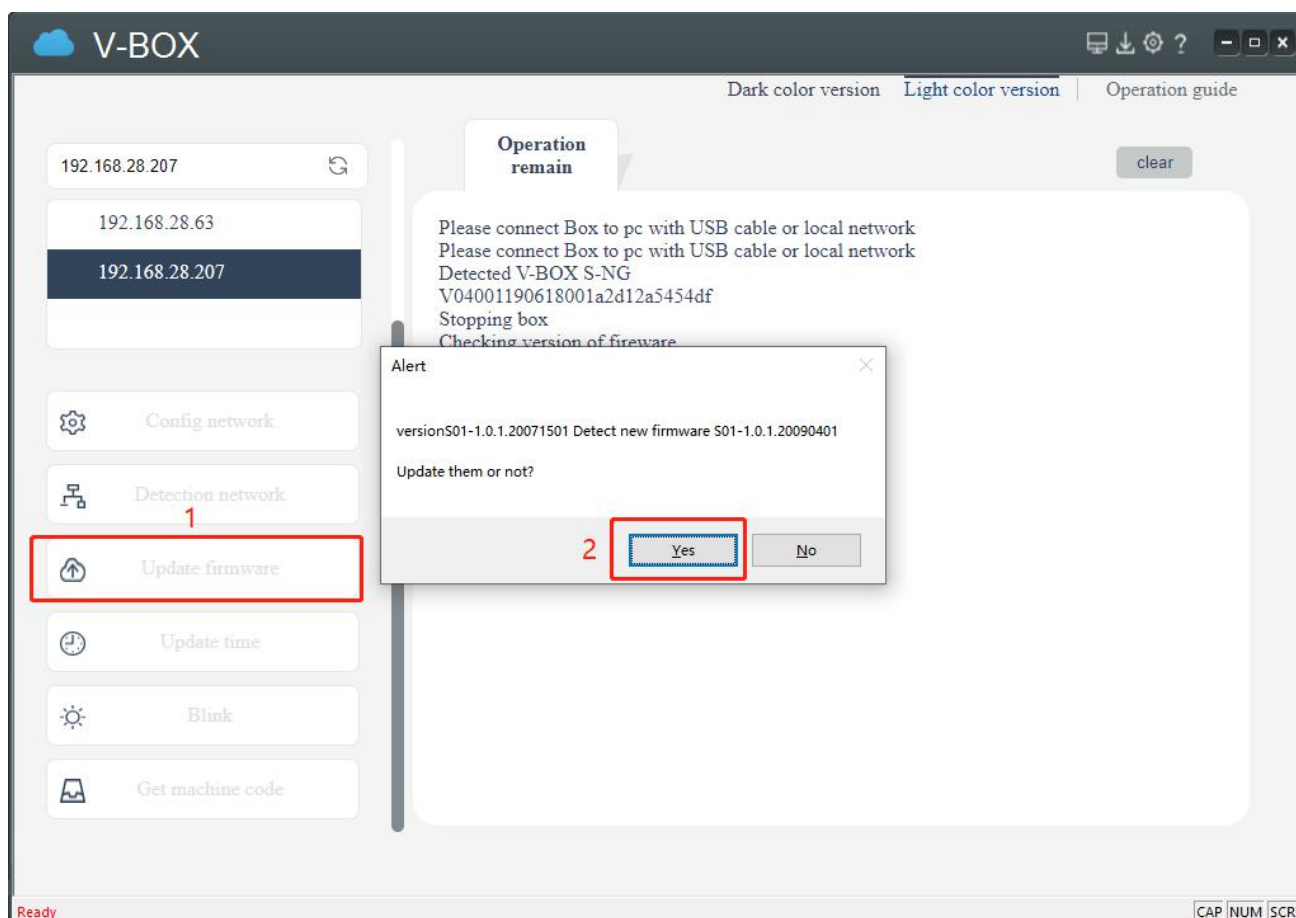 V-BOX
?
Dark color version Light color version Operation guide
192.168.28.207
192.168.28.63
192.168.28.207
Operation
remain
clear
Please connect Box to pc with USB cable or local network
Please connect Box to pc with USB cable or local network
Detected V-BOX S-NG
V04001190618001a2d12a5454df
Stopping box
Checking version of fireware
Alert
versionS01-1.0.1.20071501 Detect new firmware S01-1.0.1.20090401
Update them or not?
2
Yes No
Config network
Detection network
1
Update firmware
Update time
Blink
Get machine code
Ready
CAP NUM SCR